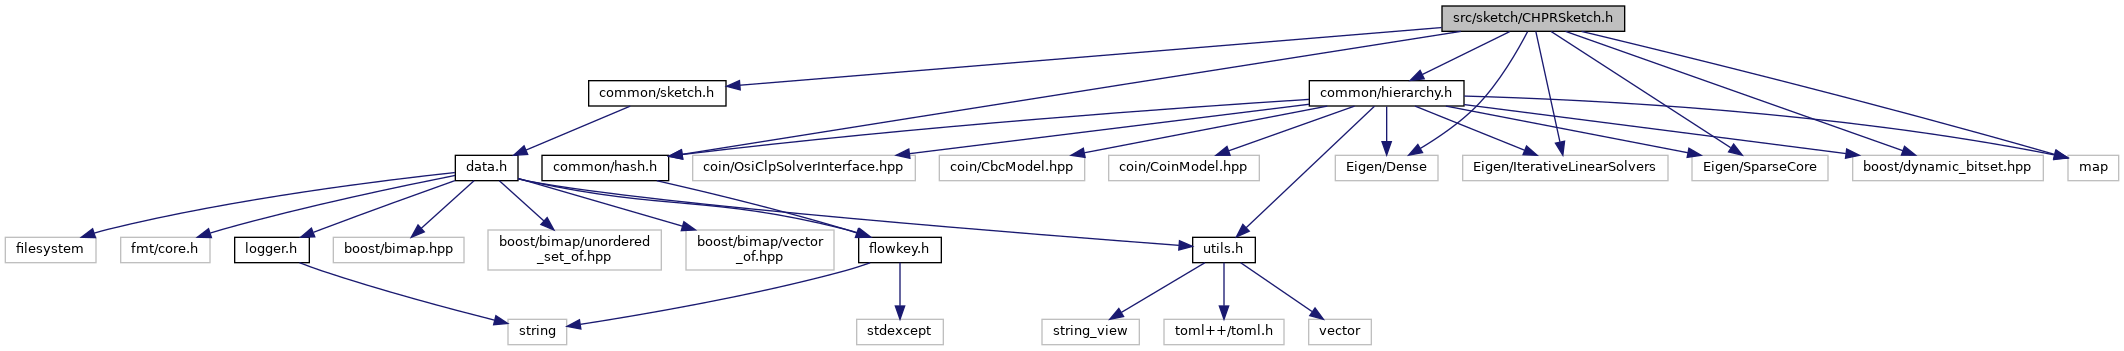 src/sketch/CHPRSketch.h
common/sketch.h
common/hierarchy.h
data.h
common/hash.h
coin/OsiClpSolverInterface.hpp
coin/CbcModel.hpp
coin/CoinModel.hpp
Eigen/Dense
Eigen/IterativeLinearSolvers
Eigen/SparseCore
boost/dynamic_bitset.hpp
map
filesystem
fmt/core.h
logger.h
boost/bimap.hpp
boost/bimap/unordered
_set_of.hpp
boost/bimap/vector
_of.hpp
flowkey.h
utils.h
string
stdexcept
string_view
toml++/toml.h
vector